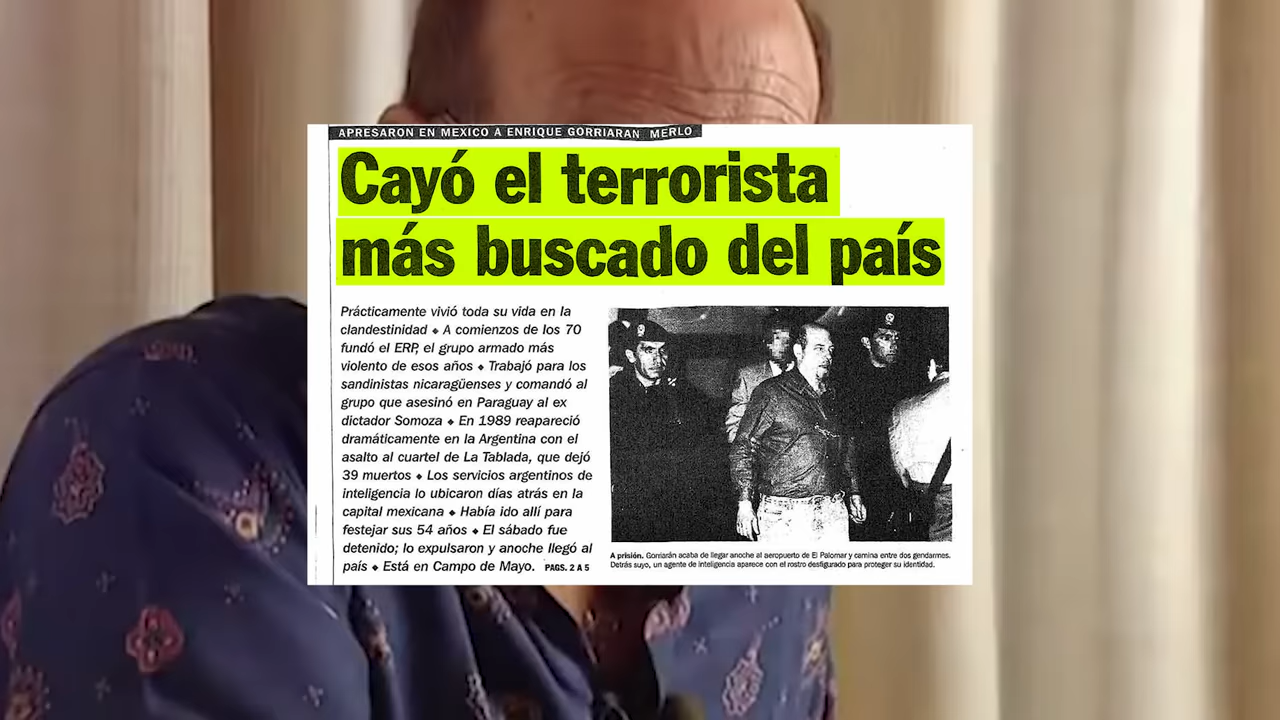 APRESARON EN MEXICO A ENRIQUE GORRIARAN MERLO
Cayó el terrorista
más buscado del país
Prácticamente vivió toda su vida en la
clandestinidad ◆ A comienzos de los 70
fundó el ERP, el grupo armado más
violento de esos años ◆ Trabajó para los
sandinistas nicaragüenses y comandó al
grupo que asesinó en Paraguay al ex
dictador Somoza ◆ En 1989 reapareció
dramáticamente en la Argentina con el
asalto al cuartel de La Tablada, que dejó
39 muertos ◆ Los servicios argentinos de
inteligencia lo ubicaron días atrás en la
capital mexicana ◆ Había ido allí para
festejar sus 54 años ◆ El sábado fue
detenido; lo expulsaron y anoche llegó al
país ◆ Está en Campo de Mayo. PAGS. 2 A 5
A prisión. Gorriarán acaba de llegar anoche al aeropuerto de El Palomar y camina entre dos gendarmes.
Detrás suyo, un agente de inteligencia aparece con el rostro desfigurado para proteger su identidad.